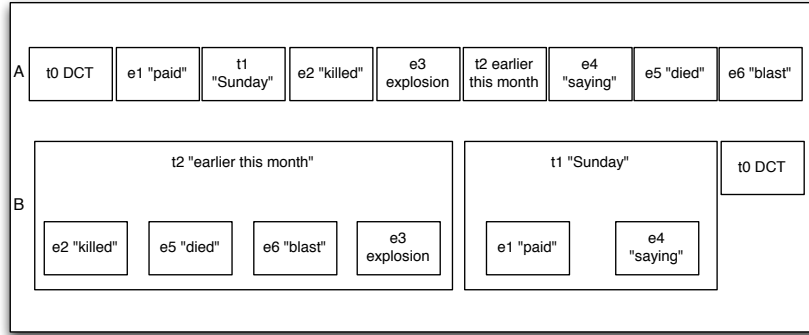 A
t0 DCT
e1 "paid"
t1
"Sunday"
e2 "killed"
e3
explosion
t2 earlier
this month
e4
"saying"
e5 "died"
e6 "blast"
B
t2 "earlier this month"
e2 "killed"
e5 "died"
e6 "blast"
e3
explosion
t1 "Sunday"
e1 "paid"
e4
"saying"
t0 DCT